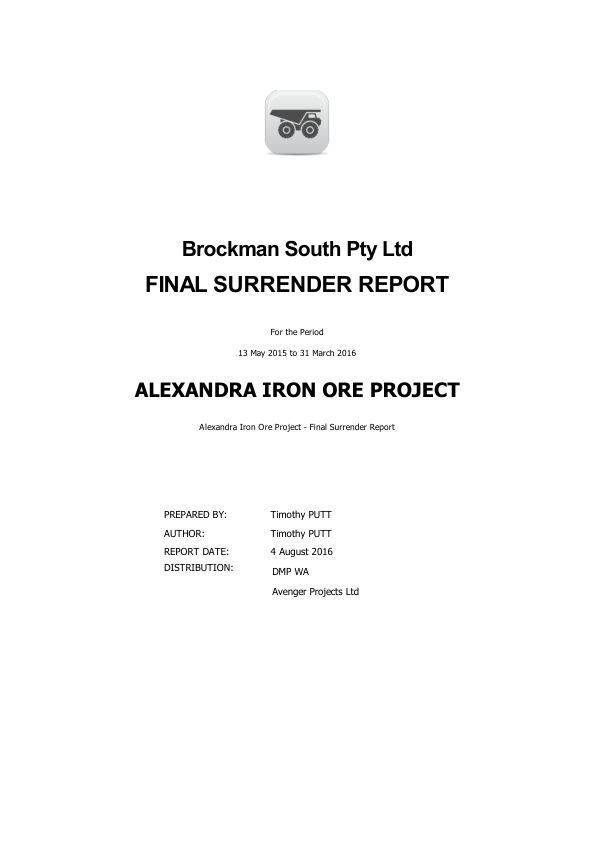 Brockman South Pty Ltd
FINAL SURRENDER REPORT
For the Period
13 May 2015 to 31 March 2016
ALEXANDRA IRON ORE PROJECT
Alexandra Iron Ore Project - Final Surrender Report
PREPARED BY: Timothy PUTT
AUTHOR: Timothy PUTT
REPORT DATE: 4 August 2016
DISTRIBUTION: DMP WA
Avenger Projects Ltd